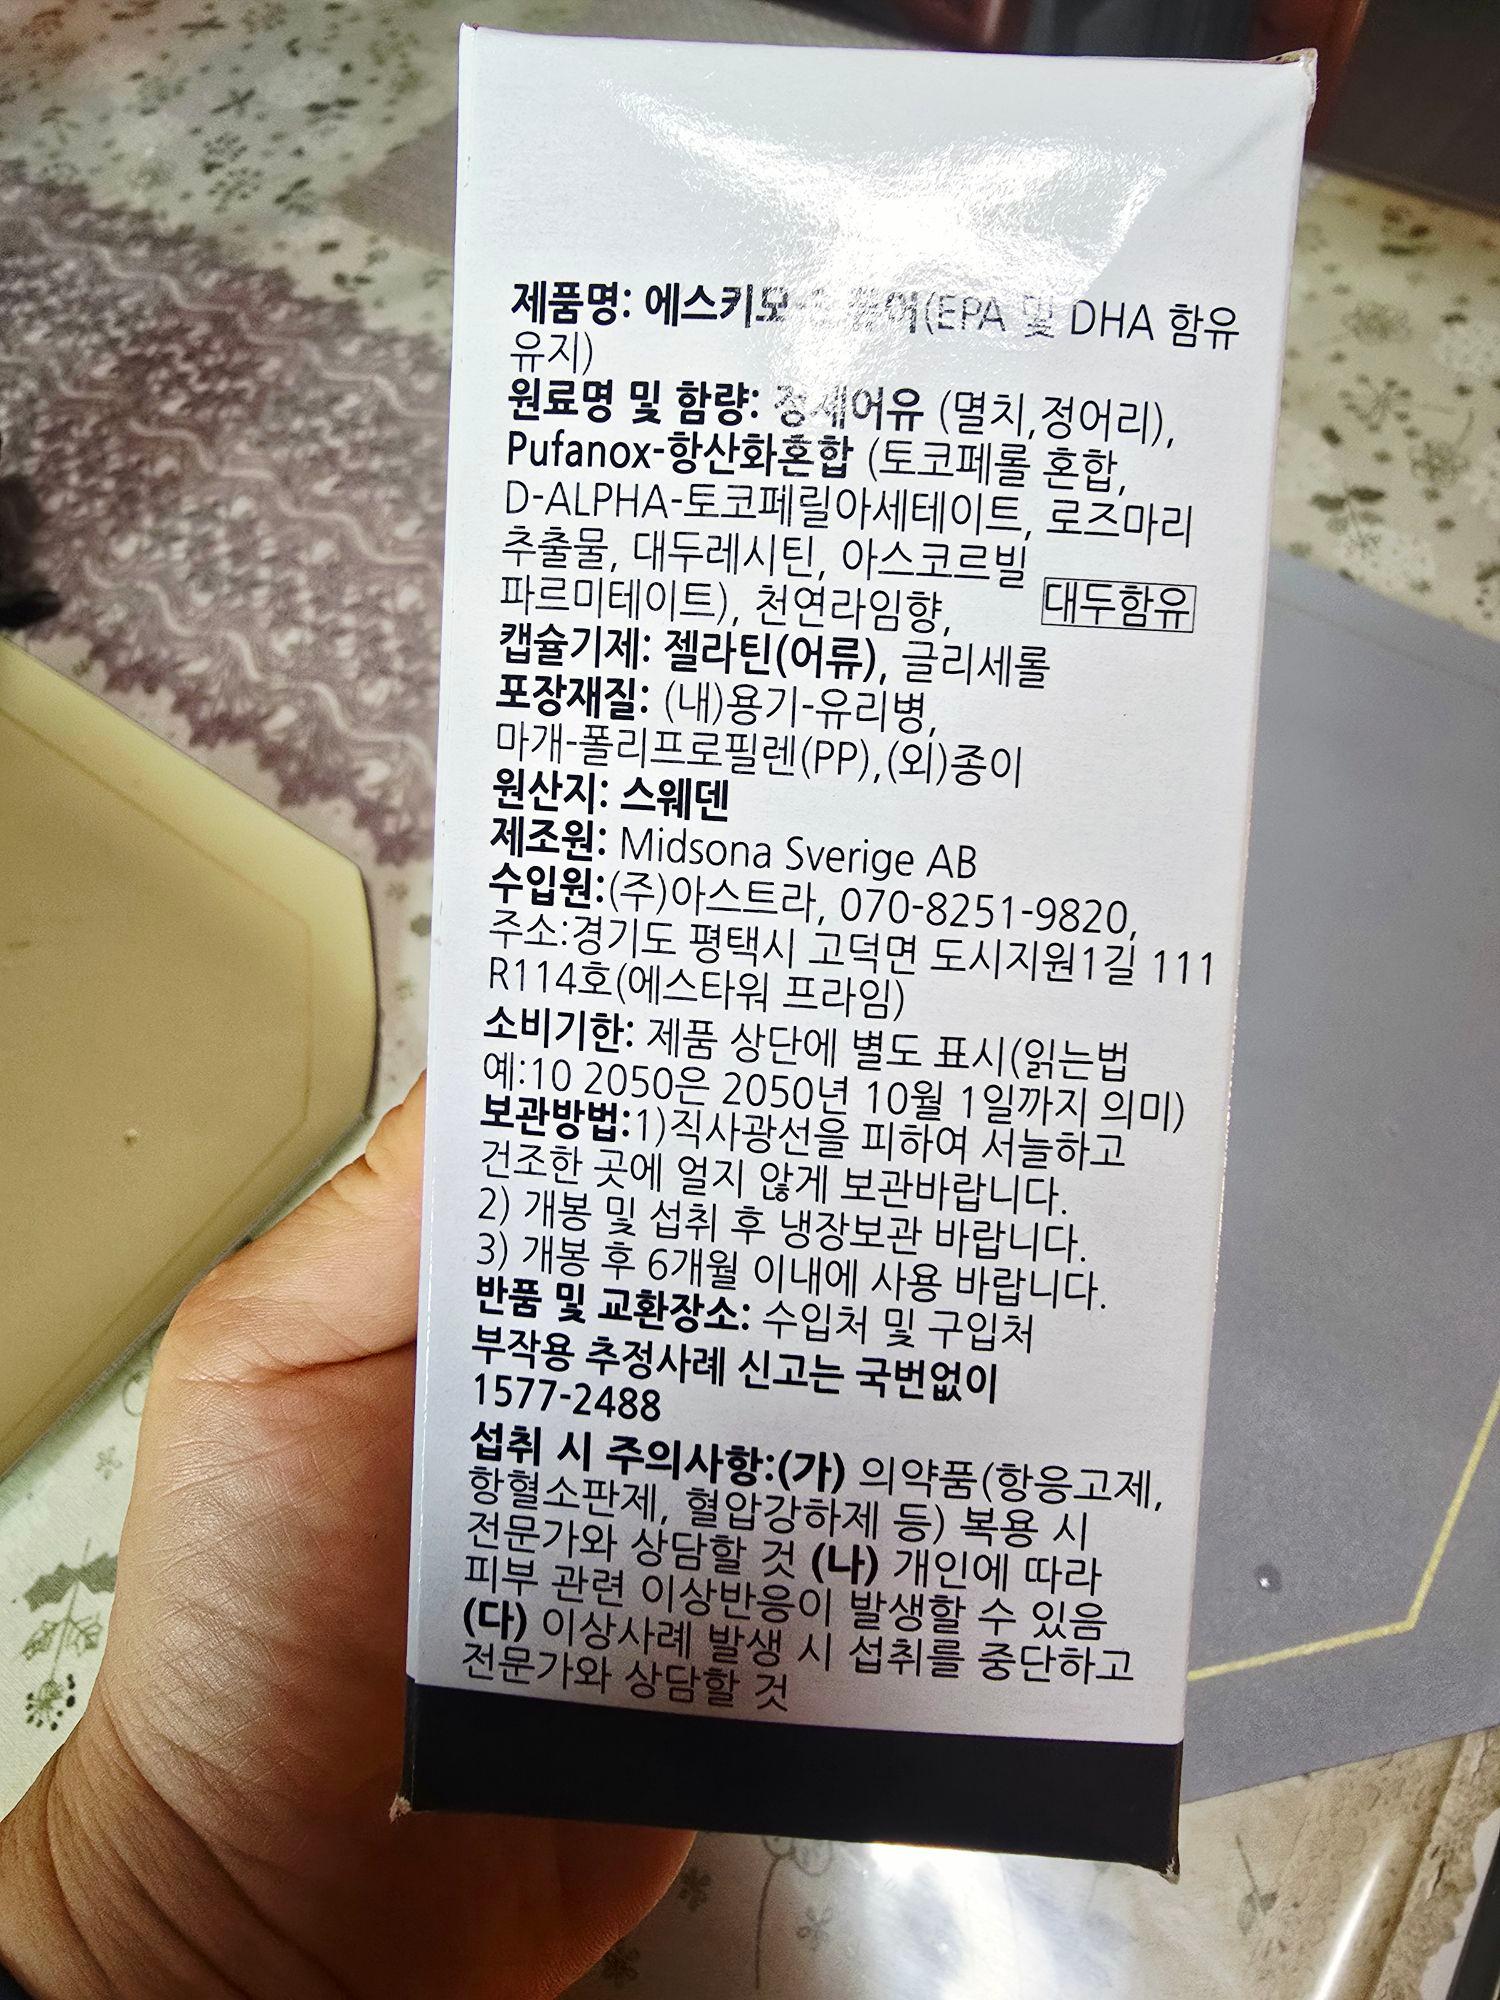 제품명: 에스키모-3 퓨어(EPA 및 DHA 함유
유지)
원료명 및 함량: 정제어유 (멸치,정어리),
Pufanox-항산화혼합 (토코페롤 혼합,
D-ALPHA-토코페릴아세테이트, 로즈마리
추출물, 대두레시틴, 아스코르빌
파르미테이트), 천연라임향,
대두함유
캡슐기제: 젤라틴(어류), 글리세롤
포장재질: (내)용기-유리병,
마개-폴리프로필렌(PP),(외)종이
원산지: 스웨덴
제조원: Midsona Sverige AB
수입원:(주)아스트라, 070-8251-9820,
주소:경기도 평택시 고덕면 도시지원1길 111
R114호(에스타워 프라임)
소비기한: 제품 상단에 별도 표시(읽는법
예:10 2050은 2050년 10월 1일까지 의미)
보관방법:1)직사광선을 피하여 서늘하고
건조한 곳에 얼지 않게 보관바랍니다.
2) 개봉 및 섭취 후 냉장보관 바랍니다.
3) 개봉 후 6개월 이내에 사용 바랍니다.
반품 및 교환장소: 수입처 및 구입처
부작용 추정사례 신고는 국번없이
1577-2488
섭취 시 주의사항:(가) 의약품(항응고제,
항혈소판제, 혈압강하제 등) 복용 시
전문가와 상담할 것 (나) 개인에 따라
피부 관련 이상반응이 발생할 수 있음
(다) 이상사례 발생 시 섭취를 중단하고
전문가와 상담할 것